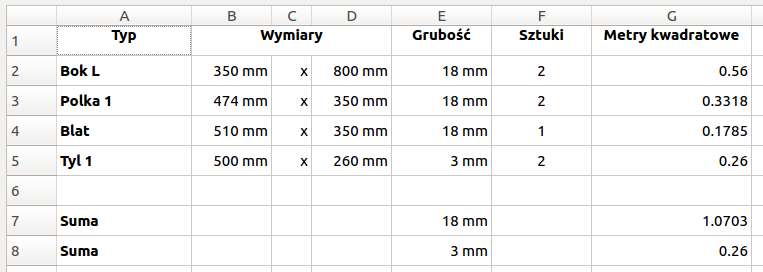 A B C D E F G
1 Typ Wymiary Grubość Sztuki Metry kwadratowe
2 Bok L 350 mm x 800 mm 18 mm 2 0.56
3 Polka 1 474 mm x 350 mm 18 mm 2 0.3318
4 Blat 510 mm x 350 mm 18 mm 1 0.1785
5 Tyl 1 500 mm x 260 mm 3 mm 2 0.26
6
7 Suma 18 mm 1.0703
8 Suma 3 mm 0.26